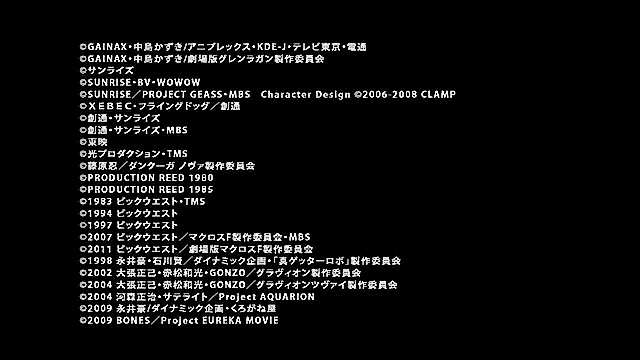 ©GAINAX・中島かずき/アニプレックス・KDE-J・テレビ東京・電通
©GAINAX・中島かずき/劇場版グレンラガン製作委員会
©サンライズ
©SUNRISE・BV・WOWOW
©SUNRISE／PROJECT GEASS・MBS　Character Design ©2006-2008 CLAMP
©XEBEC・フライングドッグ／創通
©創通・サンライズ
©創通・サンライズ・MBS
©東映
©光プロダクション・TMS
©藤原忍／ダンクーガ ノヴァ製作委員会
©PRODUCTION REED 1980
©PRODUCTION REED 1985
©1983 ビックウエスト・TMS
©1994 ビックウエスト
©1997 ビックウエスト
©2007 ビックウエスト／マクロスF製作委員会・MBS
©2011 ビックウエスト／劇場版マクロスF製作委員会
©1998 永井豪・石川賢／ダイナミック企画・「真ゲッターロボ」製作委員会
©2002 大張正己・赤松和光・GONZO／グラヴィオン製作委員会
©2004 大張正己・赤松和光・GONZO／グラヴィオンツヴァイ製作委員会
©2004 河森正治・サテライト／Project AQUARION
©2009 永井豪/ダイナミック企画・くろがね屋
©2009 BONES／Project EUREKA MOVIE